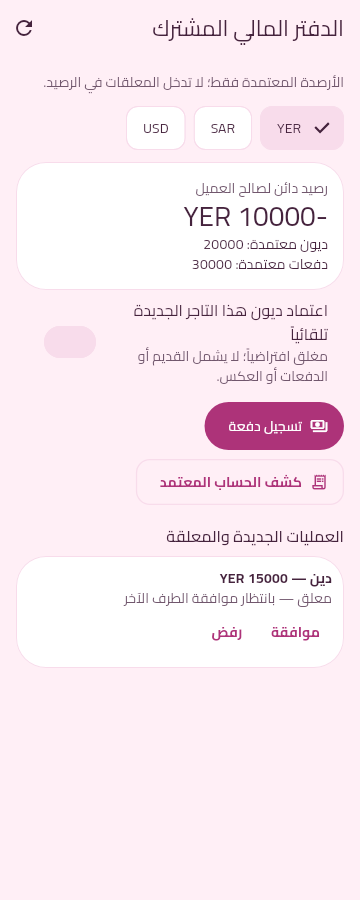 الدفتر المالي المشترك
الأرصدة المعتمدة فقط؛ لا تدخل المعلقات في الرصيد.
YER
SAR
USD
رصيد دائن لصالح العميل
YER 10000-
ديون معتمدة: 20000
دفعات معتمدة: 30000
اعتماد ديون هذا التاجر الجديدة
تلقائياً
مغلق افتراضياً؛ لا يشمل القديم أو
الدفعات أو العكس.
تسجيل دفعة
كشف الحساب المعتمد
العمليات الجديدة والمعلقة
دين — 15000 YER
معلق — بانتظار موافقة الطرف الآخر
موافقة
رفض